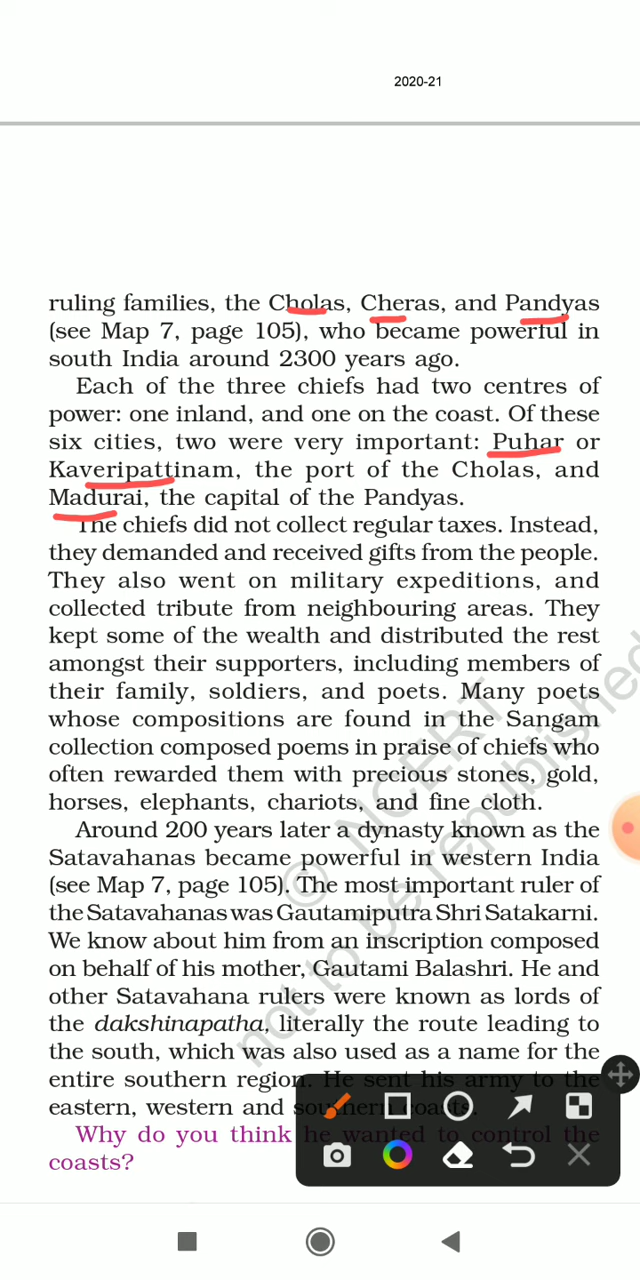 2020-21
ruling families, the Cholas, Cheras, and Pandyas
(see Map 7, page 105), who became powerful in
south India around 2300 years ago.
Each of the three chiefs had two centres of
power: one inland, and one on the coast. Of these
six cities, two were very important: Puhar or
Kaveripattinam, the port of the Cholas, and
Madurai, the capital of the Pandyas.
The chiefs did not collect regular taxes. Instead,
they demanded and received gifts from the people.
They also went on military expeditions, and
collected tribute from neighbouring areas. They
kept some of the wealth and distributed the rest
amongst their supporters, including members of
their family, soldiers, and poets. Many poets
whose compositions are found in the Sangam
collection composed poems in praise of chiefs who
often rewarded them with precious stones, gold,
horses, elephants, chariots, and fine cloth.
Around 200 years later a dynasty known as the
Satavahanas became powerful in western India
(see Map 7, page 105). The most important ruler of
the Satavahanas was Gautamiputra Shri Satakarni.
We know about him from an inscription composed
on behalf of his mother, Gautami Balashri. He and
other Satavahana rulers were known as lords of
the dakshinapatha, literally the route leading to
the south, which was also used as a name for the
entire southern region. He sent his army to the
eastern, western and southern coasts.
Why do you think he wanted to control the
coasts?
© NCERT
not to be republished